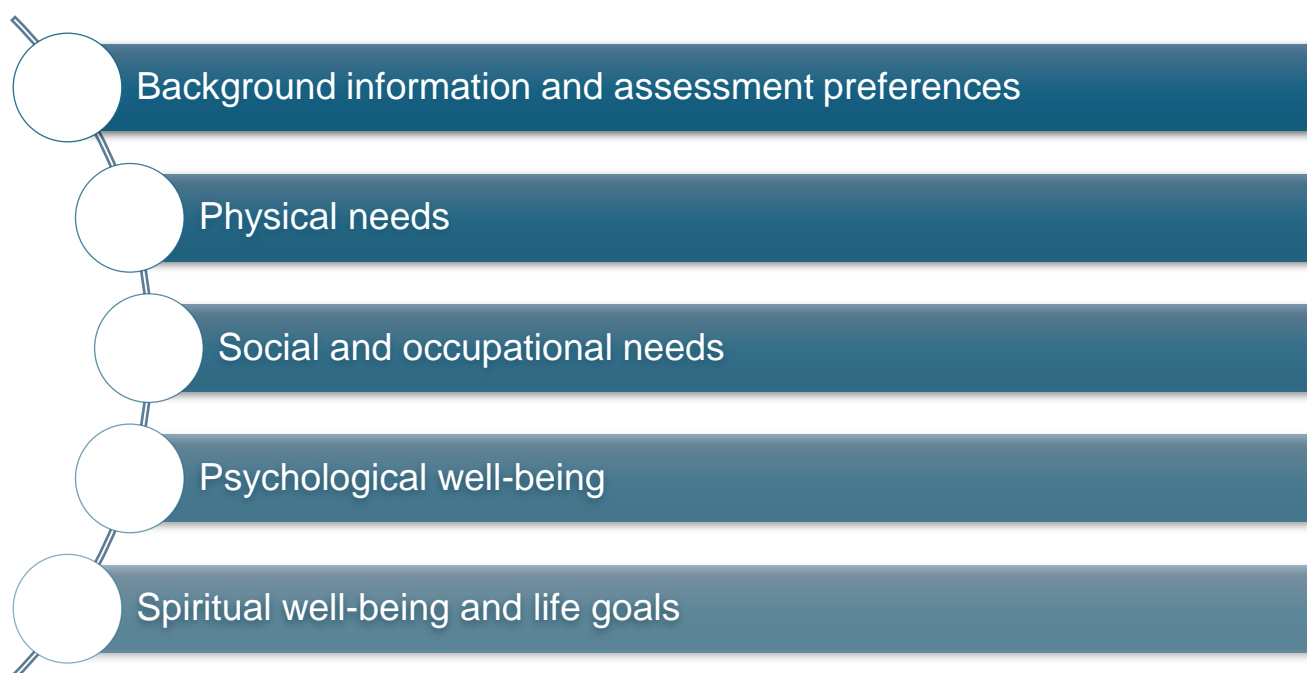 Background information and assessment preferences
Physical needs
Social and occupational needs
Psychological well-being
Spiritual well-being and life goals